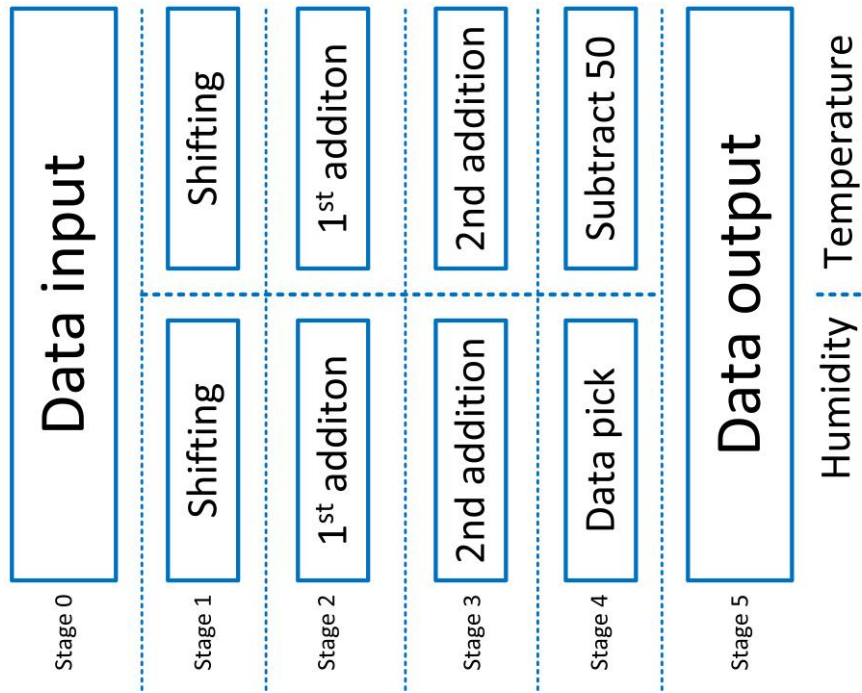 Stage 0
Data input
Stage 1
Shifting
Shifting
Stage 2
1st additon
1st additon
Stage 3
2nd addition
2nd addition
Stage 4
Data pick
Subtract 50
Stage 5
Data output
Humidity
Temperature